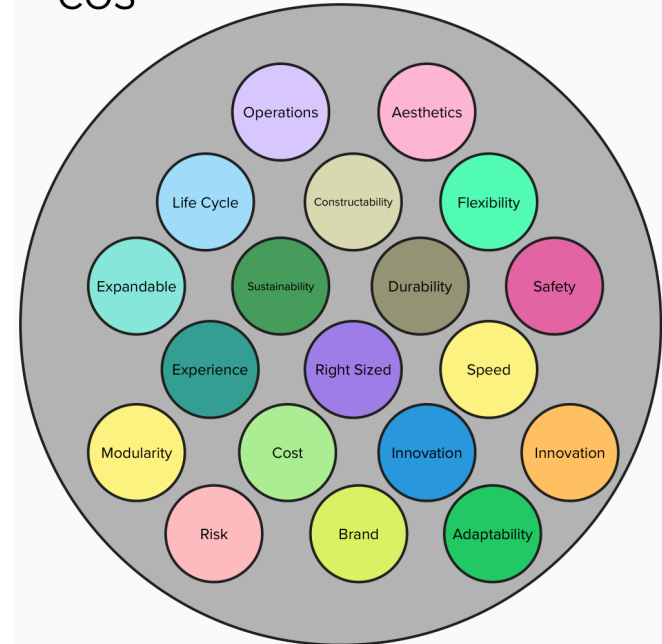 COS
Operations
Aesthetics
Life Cycle
Constructability
Flexibility
Expandable
Sustainability
Durability
Safety
Experience
Right Sized
Speed
Modularity
Cost
Innovation
Innovation
Risk
Brand
Adaptability